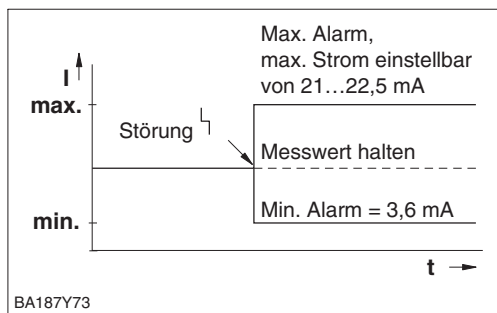 Max. Alarm,
max. Strom einstellbar
von 21...22,5 mA
I
max.
Störung
Messwert halten
Min. Alarm = 3,6 mA
min.
t
BA187Y73